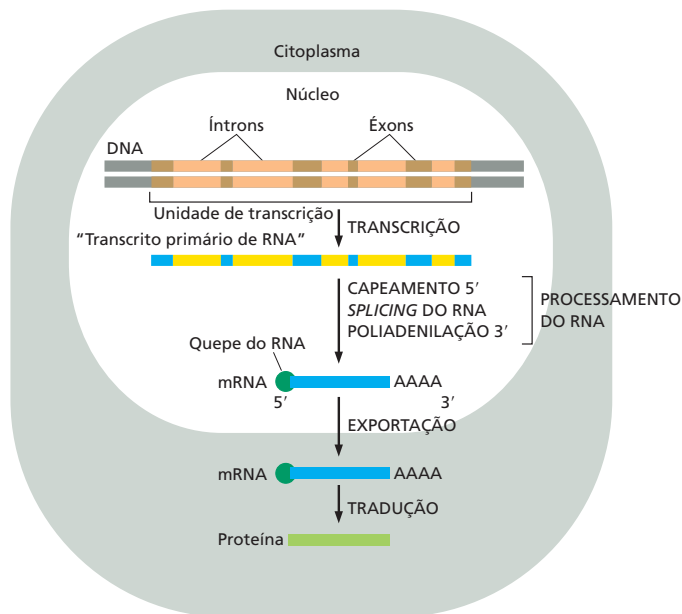 Citoplasma
Núcleo
Íntrons
Éxons
DNA
Unidade de transcrição
TRANSCRIÇÃO
“Transcrito primário de RNA”
CAPEAMENTO 5′
SPLICING DO RNA
POLIADENILAÇÃO 3′
PROCESSAMENTO
DO RNA
Quepe do RNA
mRNA
AAAA
5′
3′
EXPORTAÇÃO
mRNA
AAAA
TRADUÇÃO
Proteína